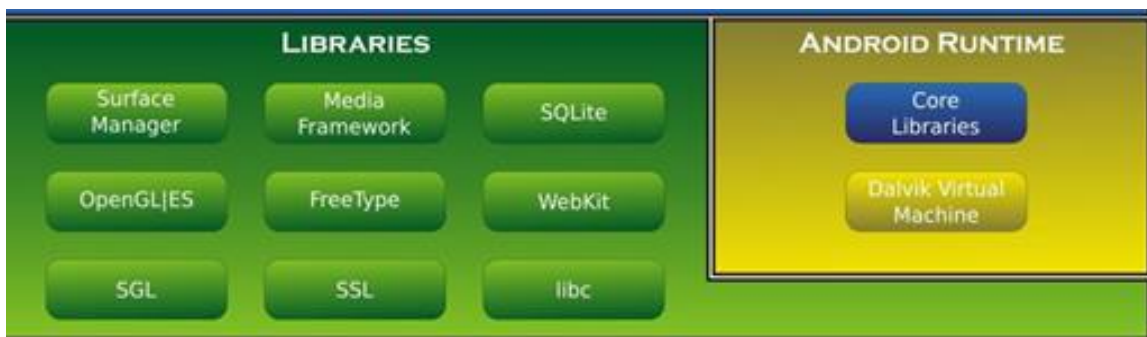 LIBRARIES
Surface
Manager
Media
Framework
SQLite
OpenGL|ES
FreeType
WebKit
SGL
SSL
libc
ANDROID RUNTIME
Core
Libraries
Dalvik Virtual
Machine